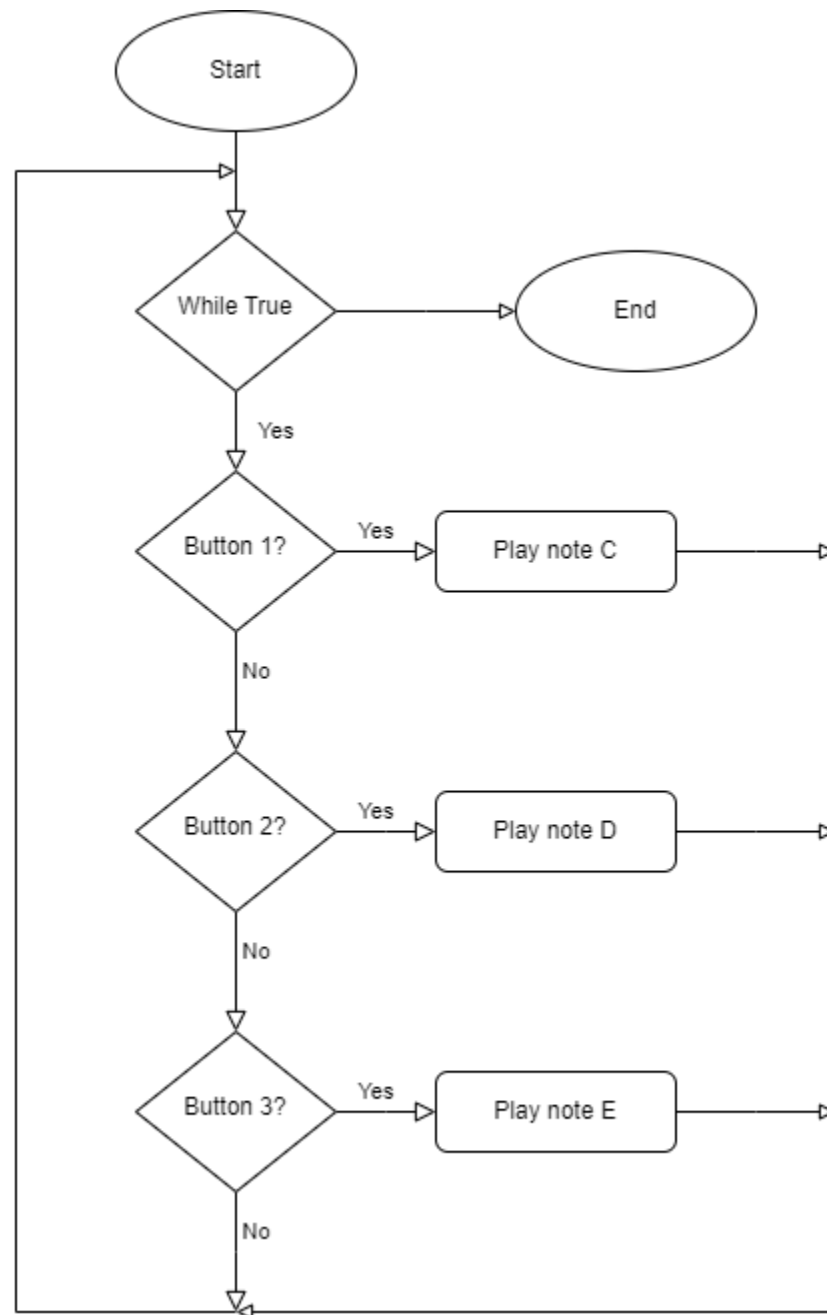 Start
While True
End
Yes
Button 1?
Yes
Play note C
No
Button 2?
Yes
Play note D
No
Button 3?
Yes
Play note E
No